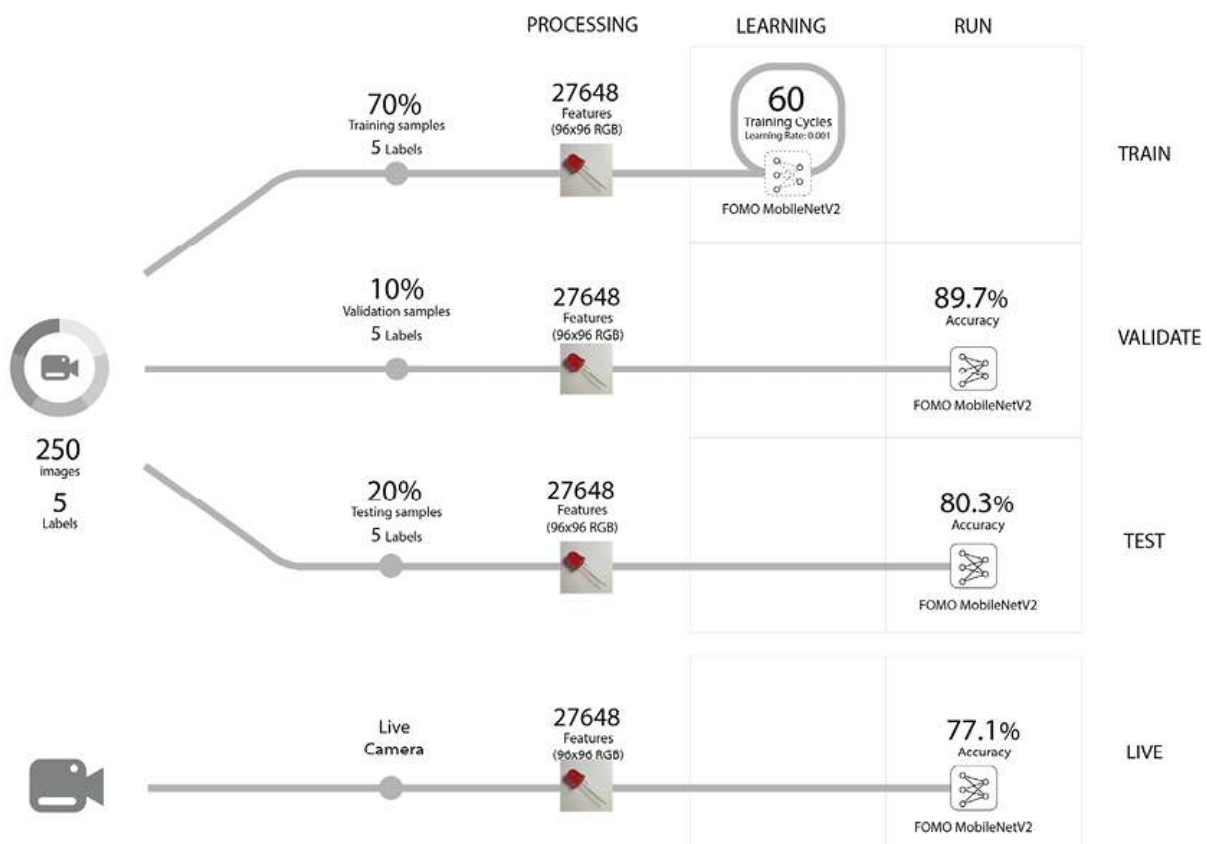 PROCESSING LEARNING RUN
70%
Training samples
5 Labels
27648
Features
(96x96 RGB)
60
Training Cycles
Learning Rate: 0.001
FOMO MobileNetV2
TRAIN
10%
Validation samples
5 Labels
27648
Features
(96x96 RGB)
89.7%
Accuracy
FOMO MobileNetV2
VALIDATE
250
images
5
Labels
20%
Testing samples
5 Labels
27648
Features
(96x96 RGB)
80.3%
Accuracy
FOMO MobileNetV2
TEST
Live
Camera
27648
Features
(96x96 RGB)
77.1%
Accuracy
FOMO MobileNetV2
LIVE